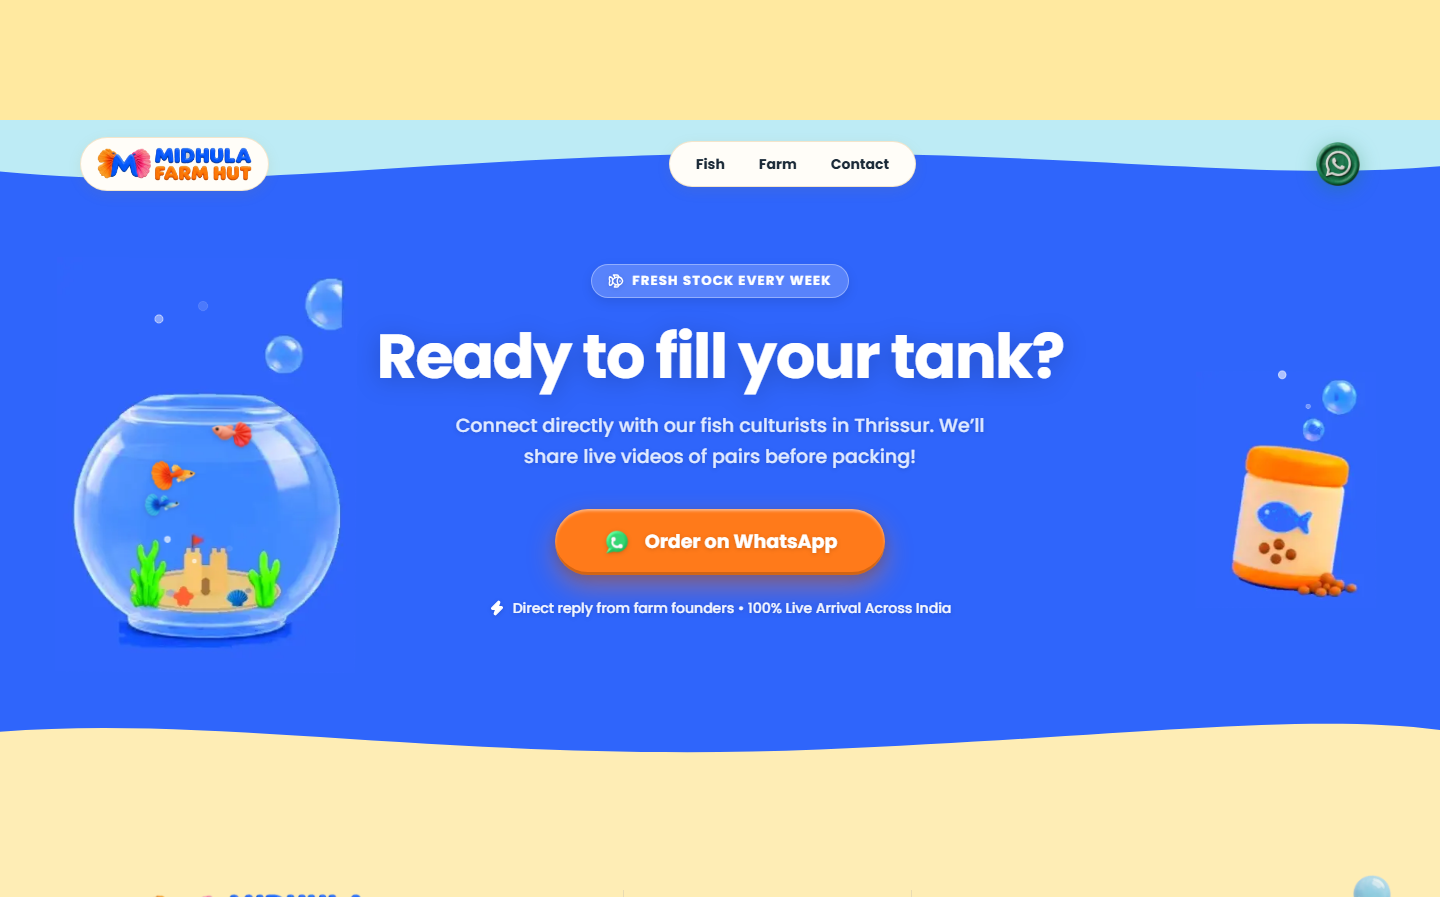 MIDHULA
FARM HUT
Fish
Farm
Contact
FRESH STOCK EVERY WEEK
Ready to fill your tank?
Connect directly with our fish culturists in Thrissur. We’ll
share live videos of pairs before packing!
Order on WhatsApp
Direct reply from farm founders • 100% Live Arrival Across India